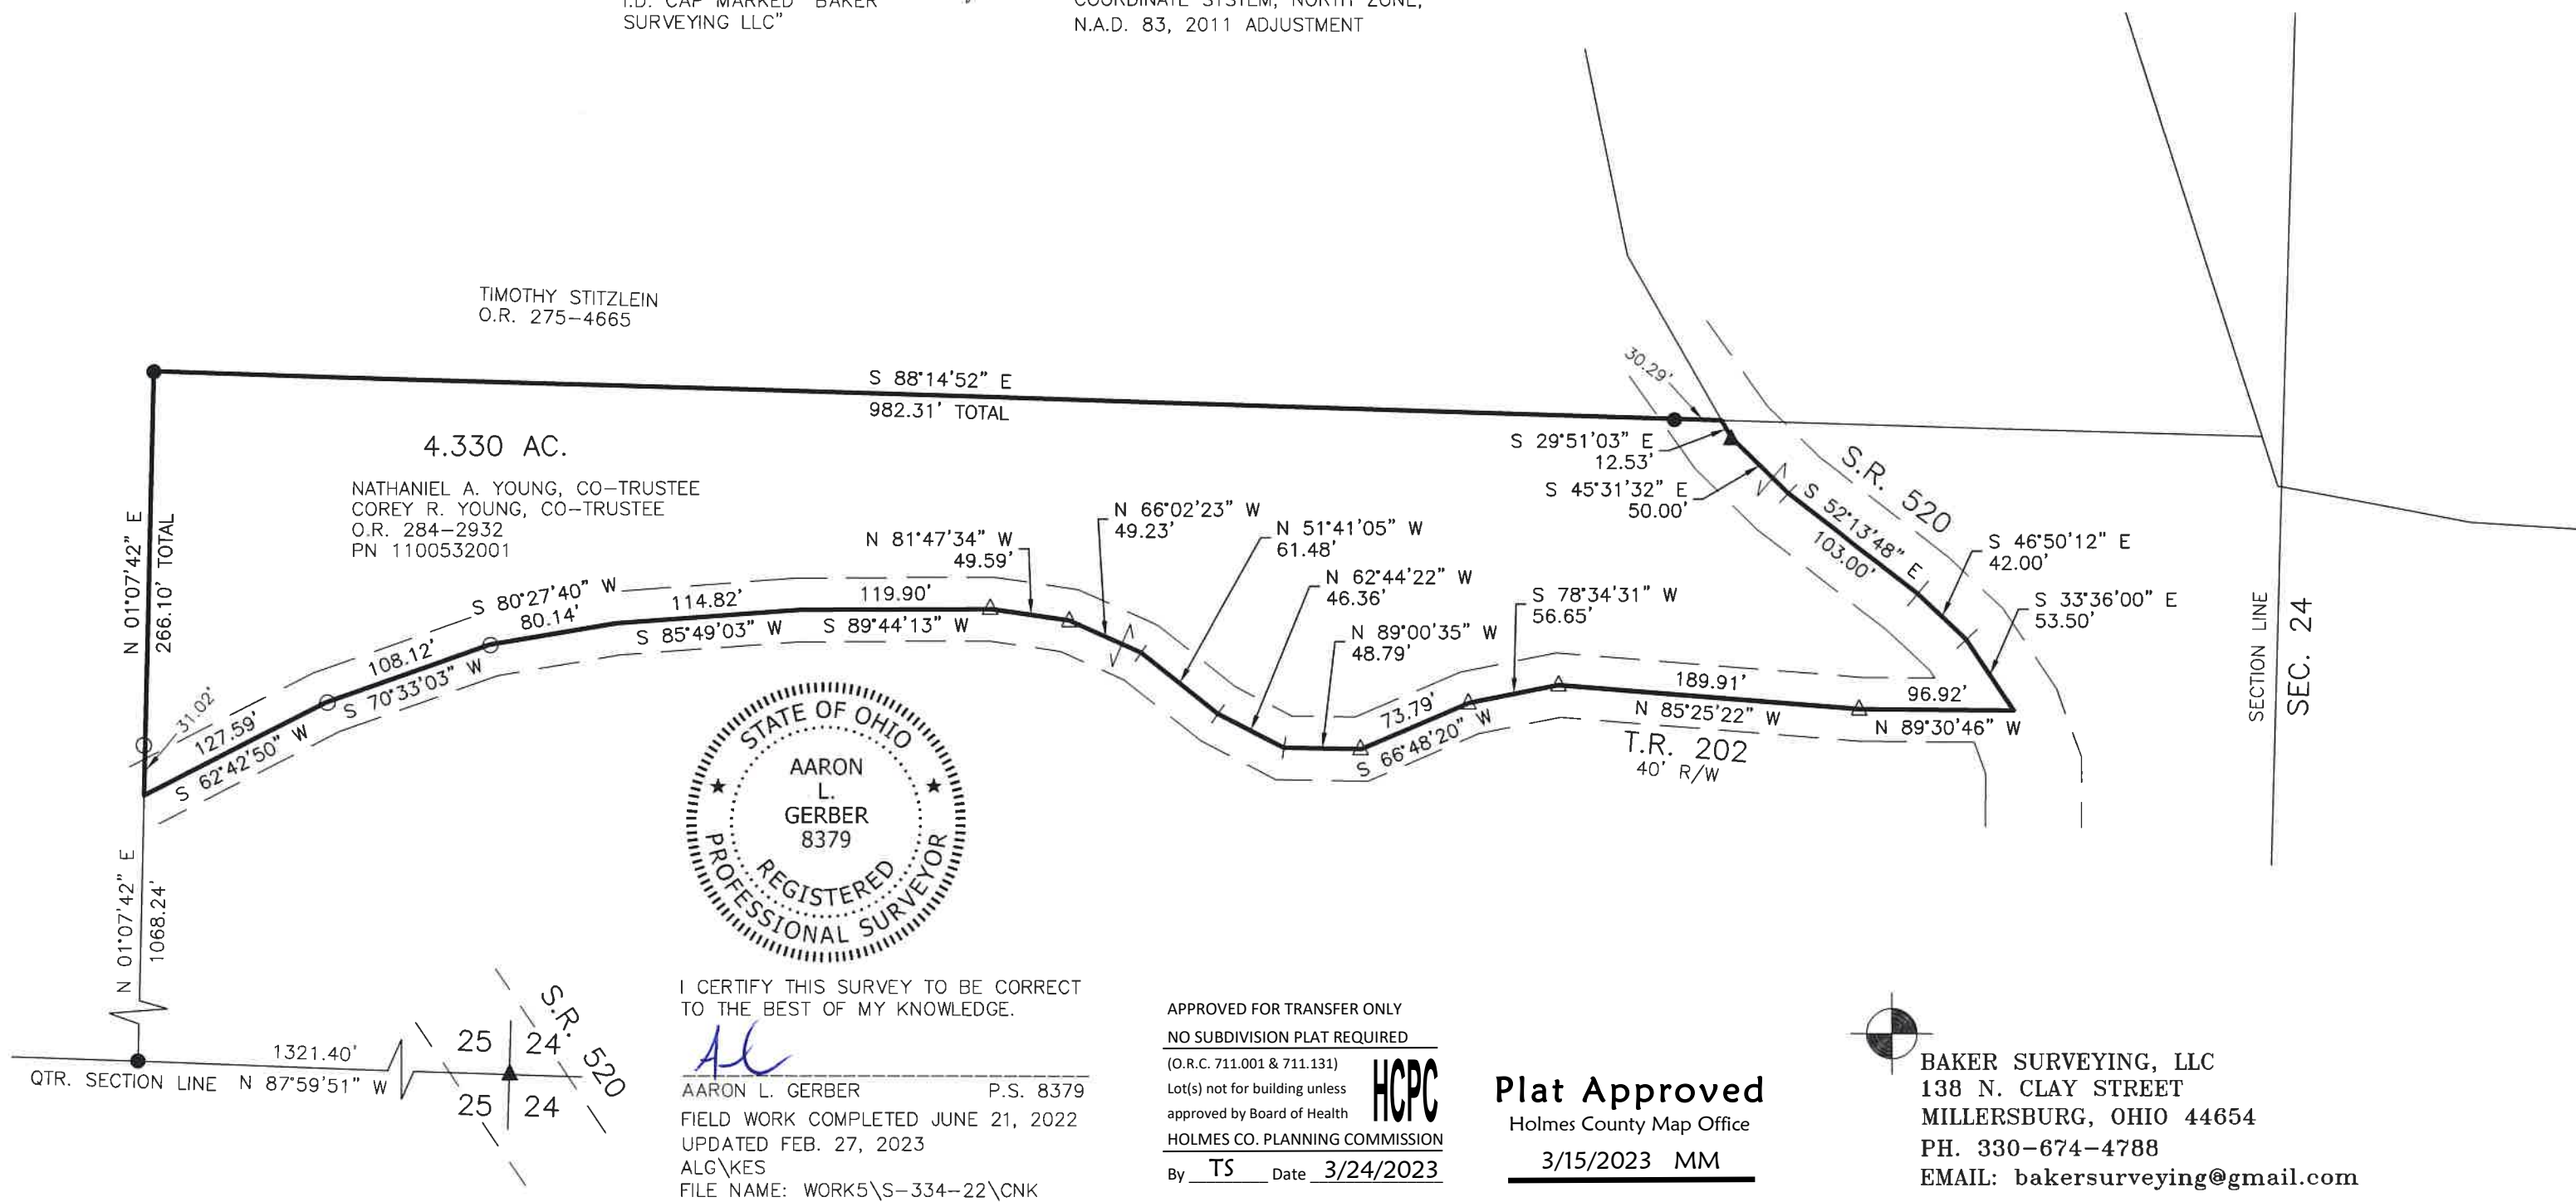 I.D. CAP MARKED "BAKER
SURVEYING LLC"
COORDINATE SYSTEM, NORTH ZONE,
N.A.D. 83, 2011 ADJUSTMENT
TIMOTHY STITZLEIN
O.R. 275-4665
S 88°14'52" E
982.31' TOTAL
30.29'
4.330 AC.
NATHANIEL A. YOUNG, CO-TRUSTEE
COREY R. YOUNG, CO-TRUSTEE
O.R. 284-2932
PN 1100532001
N 01°07'42" E
266.10' TOTAL
S 29°51'03" E
12.53'
S 45°31'32" E
50.00'
S.R. 520
S 52°13'48" E
103.00'
S 46°50'12" E
42.00'
S 33°36'00" E
53.50'
SECTION LINE
SEC. 24
N 81°47'34" W
49.59'
N 66°02'23" W
49.23'
N 51°41'05" W
61.48'
N 62°44'22" W
46.36'
N 89°00'35" W
48.79'
S 78°34'31" W
56.65'
S 80°27'40" W
80.14'
114.82'
S 85°49'03" W
119.90'
S 89°44'13" W
108.12'
S 70°33'03" W
31.02'
127.59'
S 62°42'50" W
73.79'
S 66°48'20" W
189.91'
N 85°25'22" W
96.92'
N 89°30'46" W
T.R. 202
40' R/W
STATE OF OHIO
AARON
L.
GERBER
8379
REGISTERED
PROFESSIONAL SURVEYOR
N 01°07'42" E
1068.24'
1321.40'
QTR. SECTION LINE N 87°59'51" W
25 24
25 24
S.R. 520
I CERTIFY THIS SURVEY TO BE CORRECT
TO THE BEST OF MY KNOWLEDGE.
AARON L. GERBER P.S. 8379
FIELD WORK COMPLETED JUNE 21, 2022
UPDATED FEB. 27, 2023
ALG\KES
FILE NAME: WORK5\S-334-22\CNK
APPROVED FOR TRANSFER ONLY
NO SUBDIVISION PLAT REQUIRED
(O.R.C. 711.001 & 711.131)
Lot(s) not for building unless
approved by Board of Health
HCPC
HOLMES CO. PLANNING COMMISSION
By TS Date 3/24/2023
Plat Approved
Holmes County Map Office
3/15/2023 MM
BAKER SURVEYING, LLC
138 N. CLAY STREET
MILLERSBURG, OHIO 44654
PH. 330-674-4788
EMAIL: bakersurveying@gmail.com